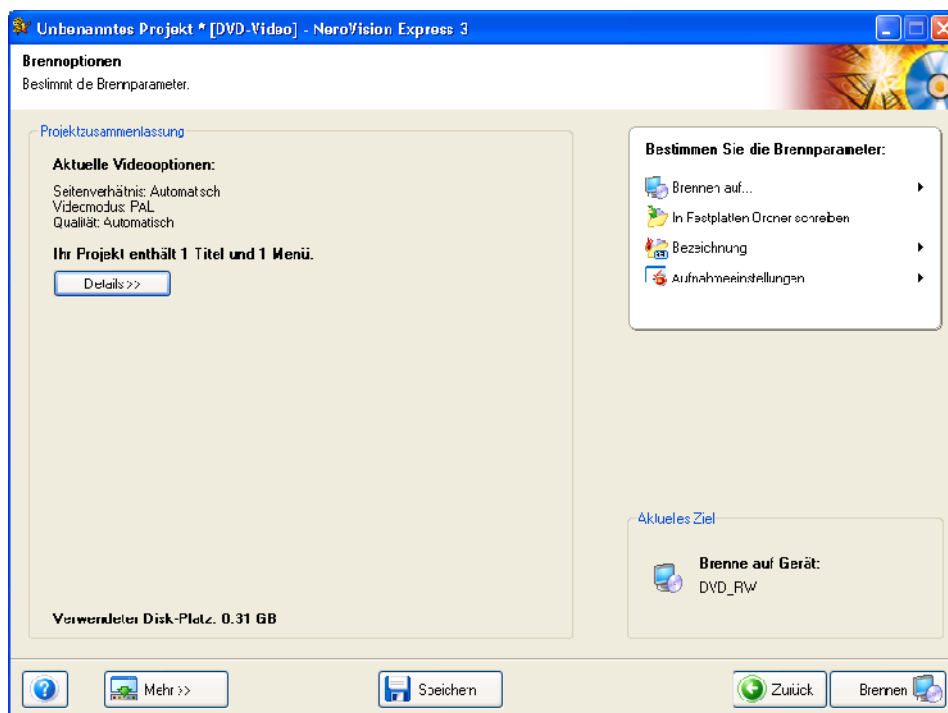 Unbenanntes Projekt * [DVD-Video] - NeroVision Express 3
Brennoptionen
Bestimmt die Brennparameter.
Projektzusammenfassung
Aktuelle Videooptionen:
Seitenverhältnis: Automatisch
Videomodus: PAL
Qualität: Automatisch
Ihr Projekt enthält 1 Titel und 1 Menü.
Details >>
Verwendeter Disk-Platz: 0.31 GB
Bestimmen Sie die Brennparameter:
Brennen auf...
In Festplatten Ordner schreiben
Bezeichnung
Aufnahmeeinstellungen
Aktuelles Ziel
Brenne auf Gerät:
DVD_RW
Mehr >>
Speichern
Zurück
Brennen